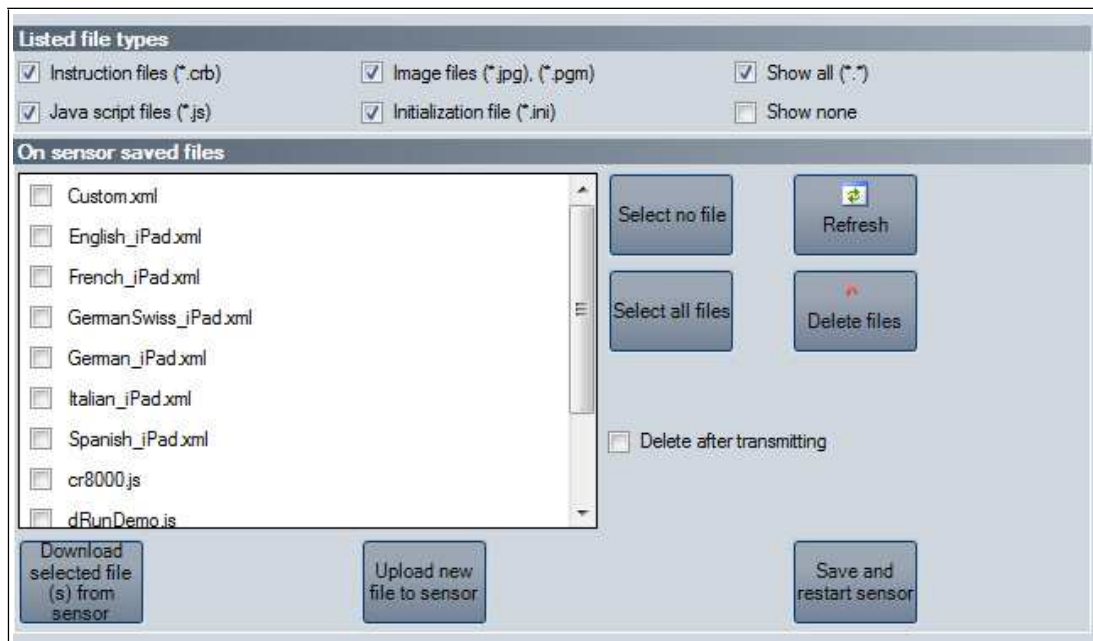 Listed file types
Instruction files (*.crb)
Image files (*.jpg), (*.pgm)
Show all (*.*)
Java script files (*.js)
Initialization file (*.ini)
Show none
On sensor saved files
Custom.xml
English_iPad.xml
French_iPad.xml
GermanSwiss_iPad.xml
German_iPad.xml
Italian_iPad.xml
Spanish_iPad.xml
cr8000.js
dRunDemo.js
Select no file
Refresh
Select all files
Delete files
Delete after transmitting
Download
selected file
(s) from
sensor
Upload new
file to sensor
Save and
restart sensor